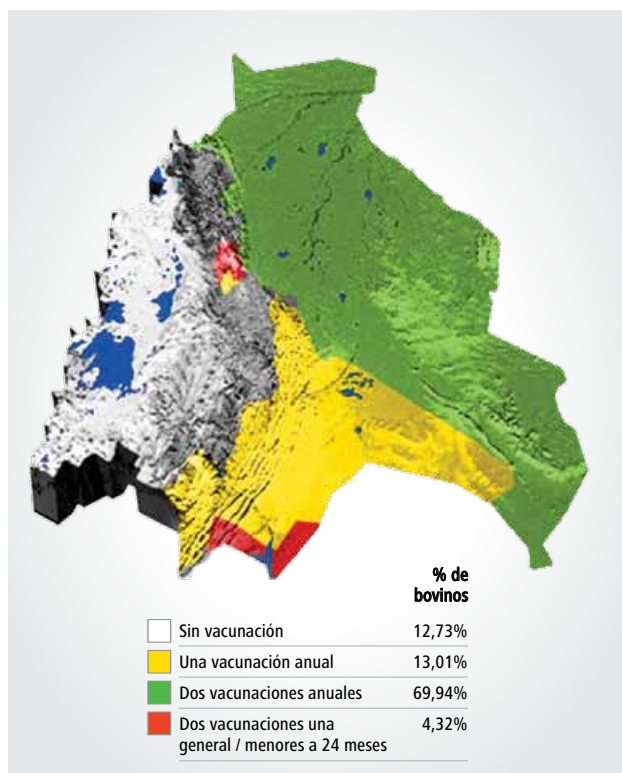 % de
bovinos
Sin vacunación 12,73%
Una vacunación anual 13,01%
Dos vacunaciones anuales 69,94%
Dos vacunaciones una 4,32%
general / menores a 24 meses